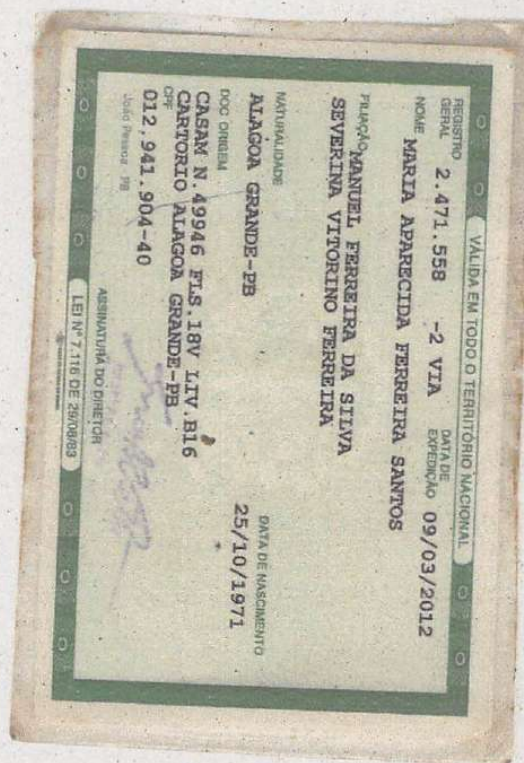 VÁLIDA EM TODO O TERRITÓRIO NACIONAL
REGISTRO GERAL 2.471.558 -2 VIA DATA DE EXPEDIÇÃO 09/03/2012
NOME MARIA APARECIDA FERREIRA SANTOS
FILIAÇÃO MANUEL FERREIRA DA SILVA
SEVERINA VITORINO FERREIRA
NATURALIDADE DATA DE NASCIMENTO
ALAGOA GRANDE-PB 25/10/1971
DOC ORIGEM
CASAM N.49946 FLS.18V LIV.B16
CARTORIO ALAGOA GRANDE-PB
CPF
012,941.904-40
João Pessoa PB
ASSINATURA DO DIRETOR
LEI Nº 7.116 DE 29/08/83